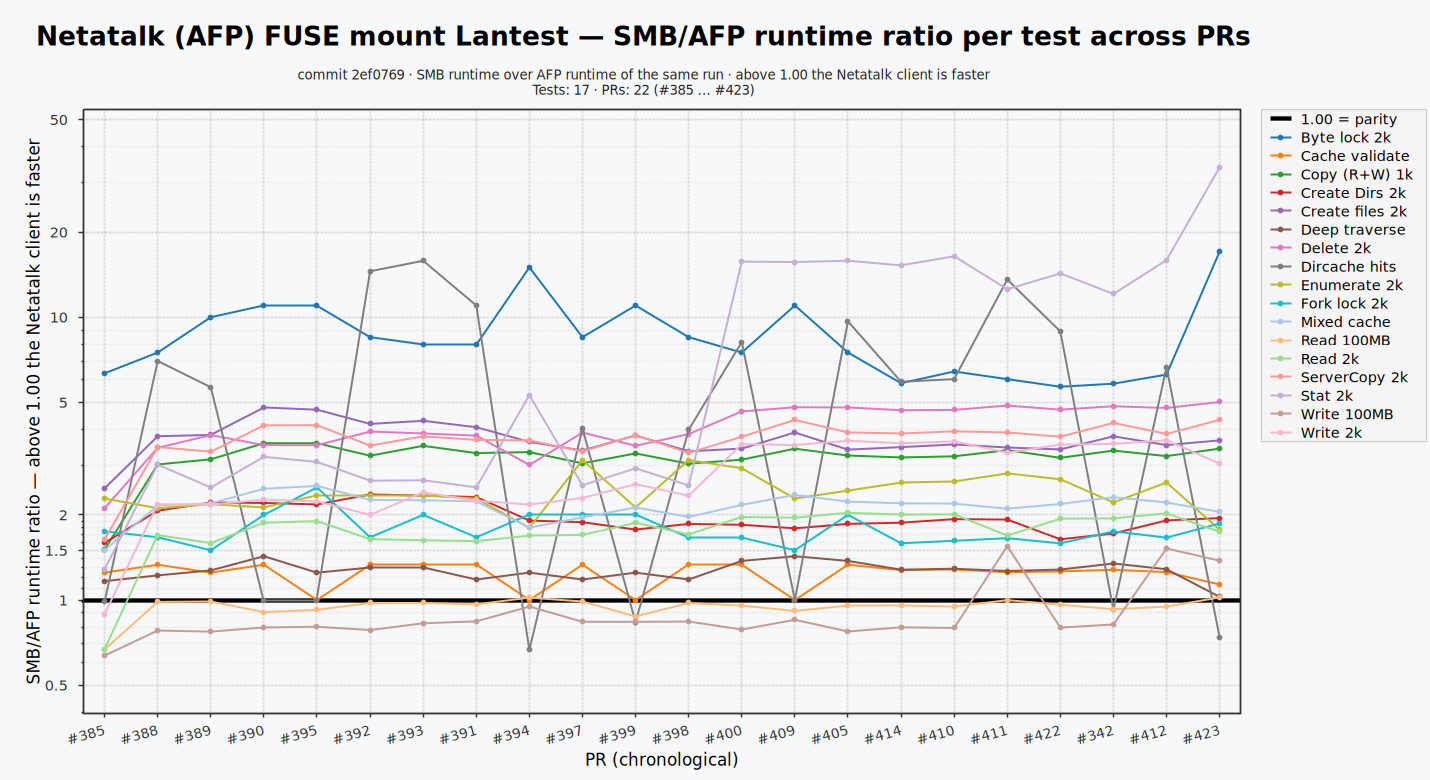 Netatalk (AFP) FUSE mount Lantest — SMB/AFP runtime ratio per test across PRs
commit 2ef0769 · SMB runtime over AFP runtime of the same run · above 1.00 the Netatalk client is faster
Tests: 17 · PRs: 22 (#385 ... #423)
SMB/AFP runtime ratio — above 1.00 the Netatalk client is faster
50
20
10
5
2
1.5
1
0.5
#385
#388
#389
#390
#395
#392
#393
#391
#394
#397
#399
#398
#400
#409
#405
#414
#410
#411
#422
#342
#412
#423
PR (chronological)
1.00 = parity
Byte lock 2k
Cache validate
Copy (R+W) 1k
Create Dirs 2k
Create files 2k
Deep traverse
Delete 2k
Dircache hits
Enumerate 2k
Fork lock 2k
Mixed cache
Read 100MB
Read 2k
ServerCopy 2k
Stat 2k
Write 100MB
Write 2k